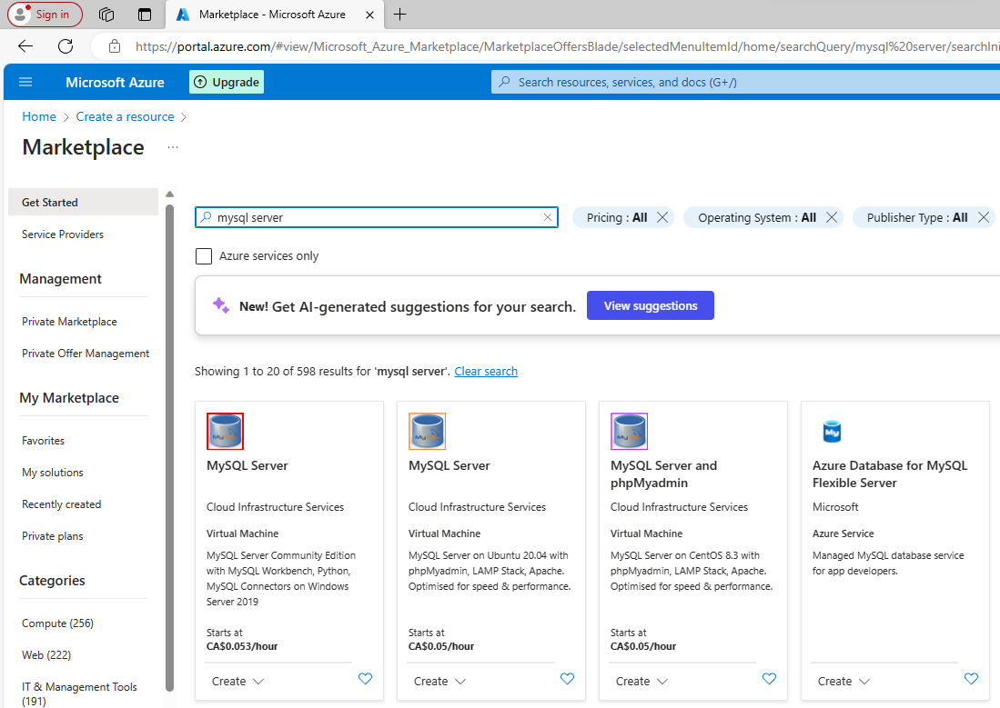 Sign in
Marketplace - Microsoft Azure
https://portal.azure.com/#view/Microsoft_Azure_Marketplace/MarketplaceOffersBlade/selectedMenuItemId/home/searchQuery/mysql%20server/searchIni
Microsoft Azure
Upgrade
Search resources, services, and docs (G+/)
Home > Create a resource >
Marketplace ...
Get Started
Service Providers
Management
Private Marketplace
Private Offer Management
My Marketplace
Favorites
My solutions
Recently created
Private plans
Categories
Compute (256)
Web (222)
IT & Management Tools
(191)
mysql server
Pricing : All
Operating System : All
Publisher Type : All
Azure services only
New! Get AI-generated suggestions for your search.
View suggestions
Showing 1 to 20 of 598 results for 'mysql server'. Clear search
MySQL
MySQL Server
Cloud Infrastructure Services
Virtual Machine
MySQL Server Community Edition
with MySQL Workbench, Python,
MySQL Connectors on Windows
Server 2019
Starts at
CA$0.053/hour
Create
MySQL
MySQL Server
Cloud Infrastructure Services
Virtual Machine
MySQL Server on Ubuntu 20.04 with
phpMyadmin, LAMP Stack, Apache.
Optimised for speed & performance.
Starts at
CA$0.05/hour
Create
MySQL
MySQL Server and
phpMyadmin
Cloud Infrastructure Services
Virtual Machine
MySQL Server on CentOS 8.3 with
phpMyadmin, LAMP Stack, Apache.
Optimised for speed & performance.
Starts at
CA$0.05/hour
Create
My
Azure Database for MySQL
Flexible Server
Microsoft
Azure Service
Managed MySQL database service
for app developers.
Create